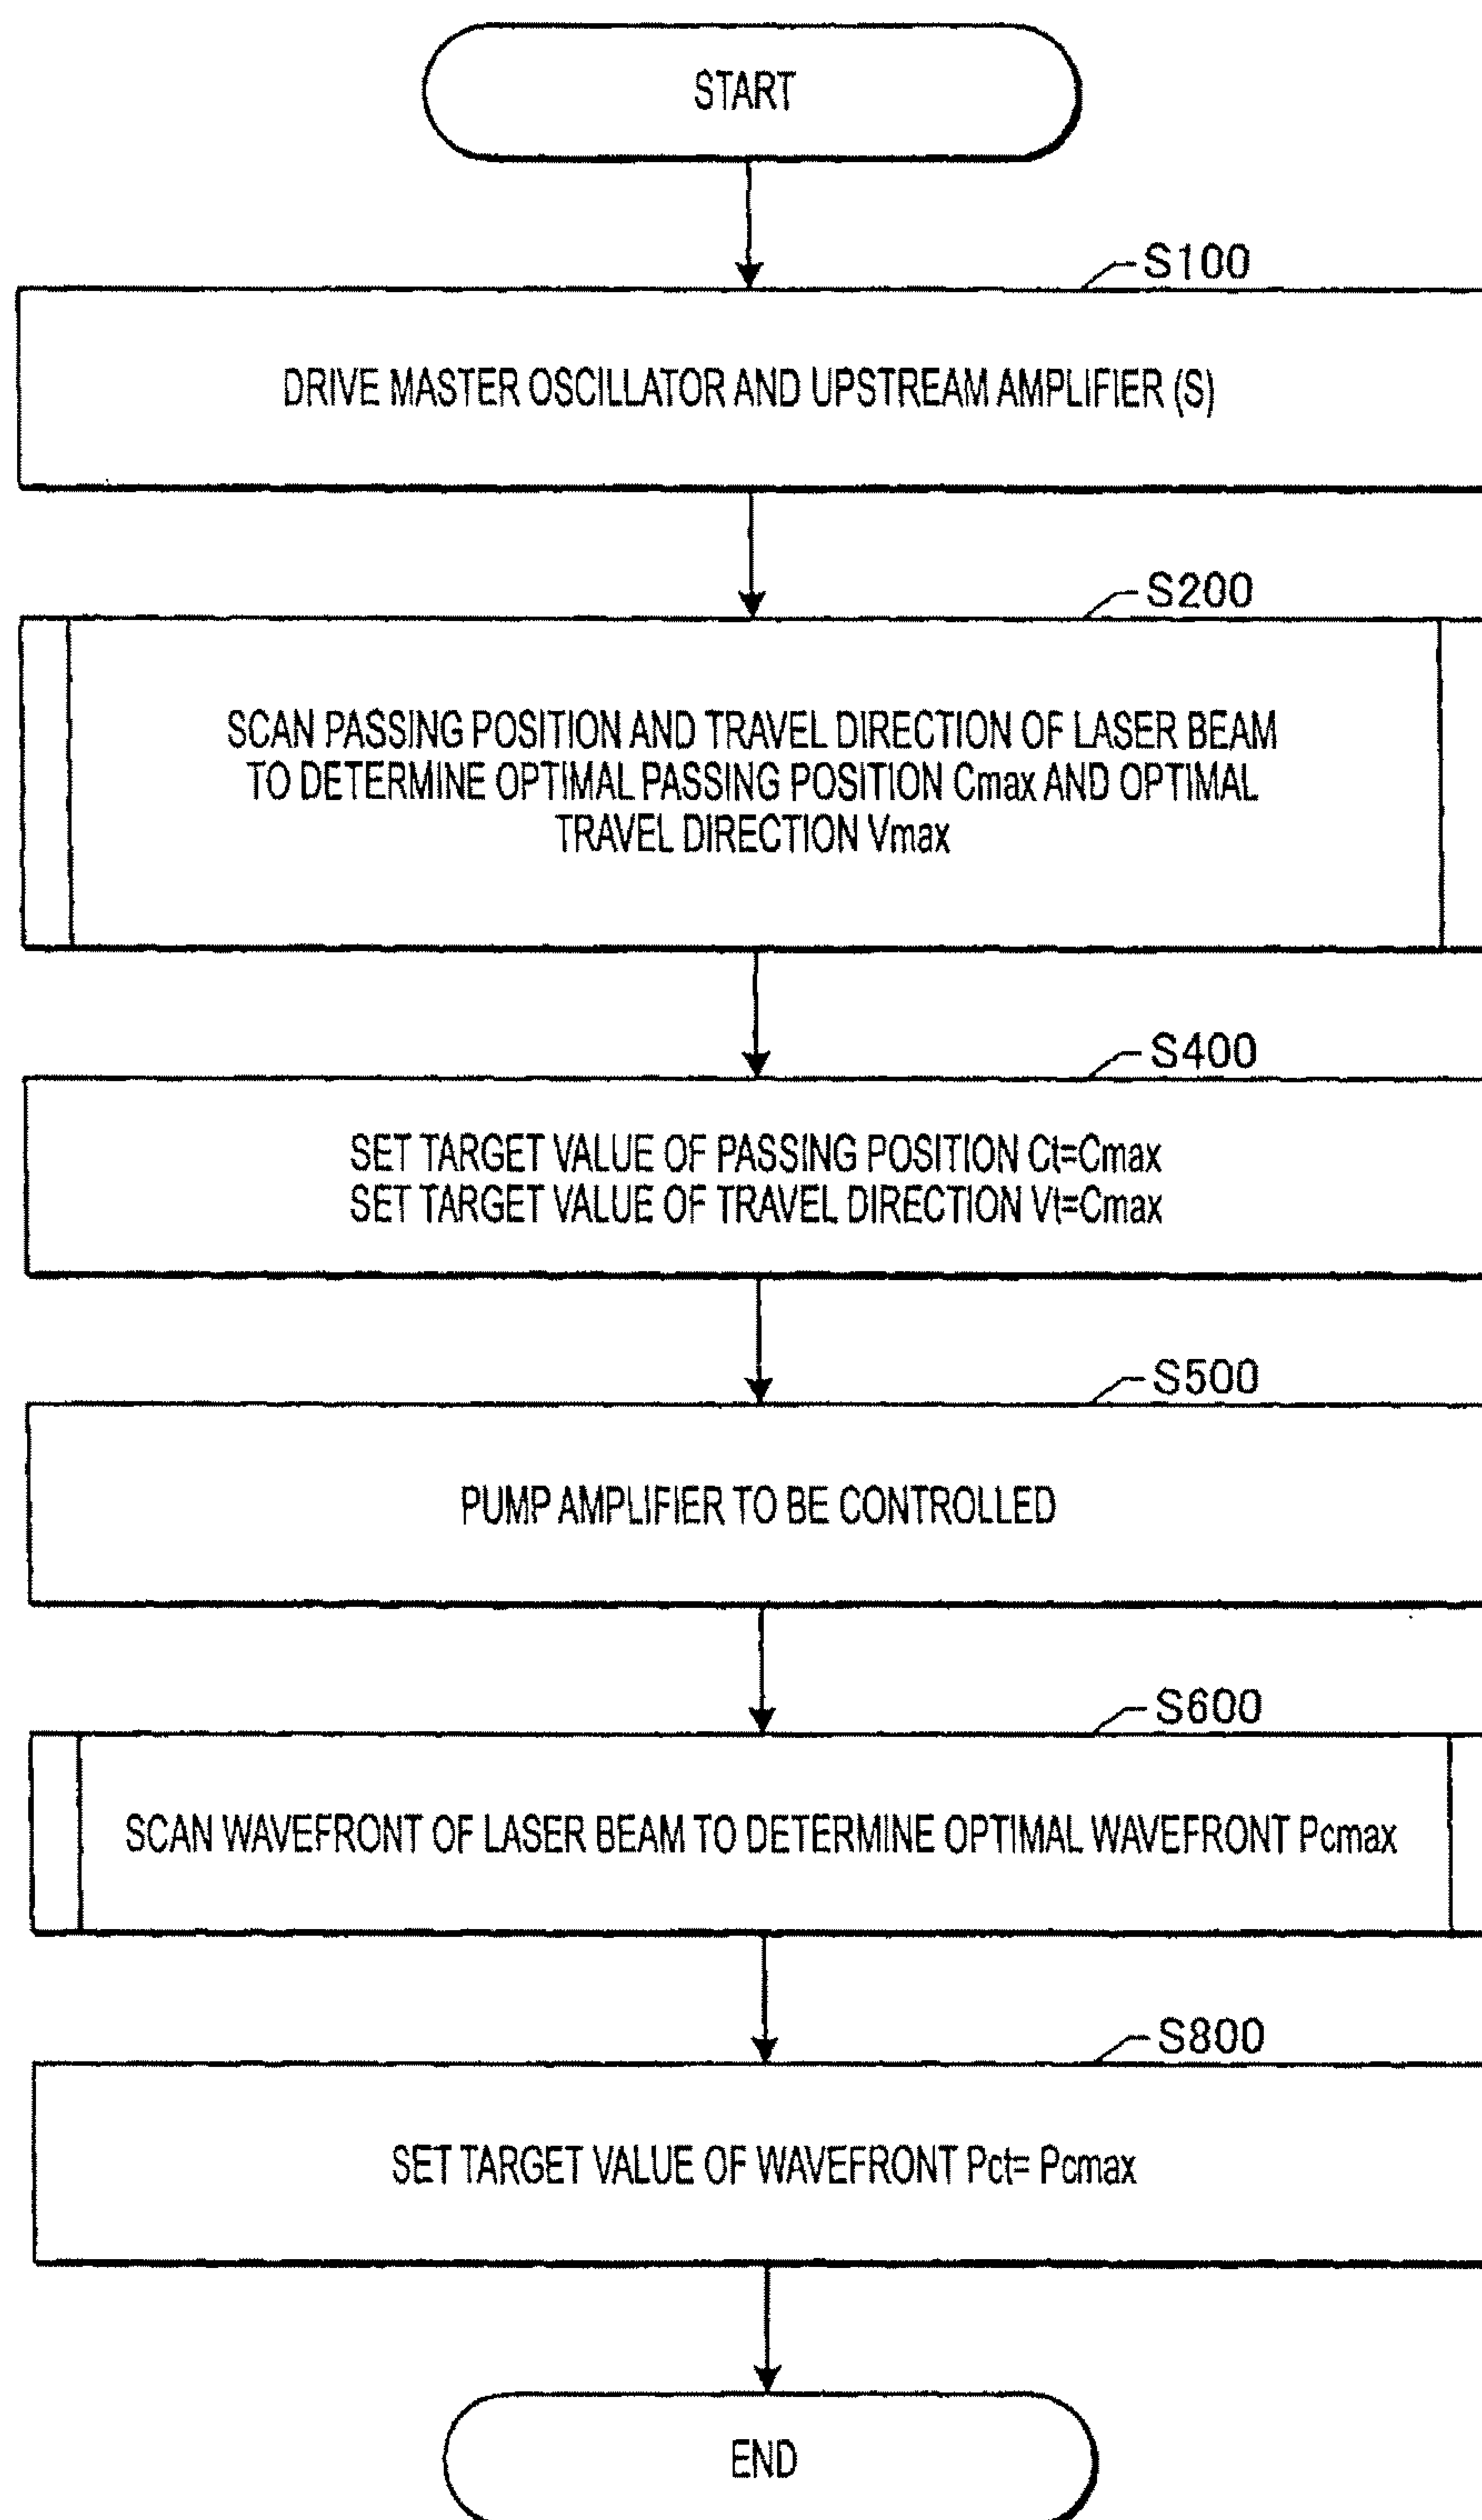 START
S100
DRIVE MASTER OSCILLATOR AND UPSTREAM AMPLIFIER (S)
S200
SCAN PASSING POSITION AND TRAVEL DIRECTION OF LASER BEAM
TO DETERMINE OPTIMAL PASSING POSITION Cmax AND OPTIMAL
TRAVEL DIRECTION Vmax
S400
SET TARGET VALUE OF PASSING POSITION Ct=Cmax
SET TARGET VALUE OF TRAVEL DIRECTION Vt=Cmax
S500
PUMP AMPLIFIER TO BE CONTROLLED
S600
SCAN WAVEFRONT OF LASER BEAM TO DETERMINE OPTIMAL WAVEFRONT Pcmax
S800
SET TARGET VALUE OF WAVEFRONT Pct= Pcmax
END